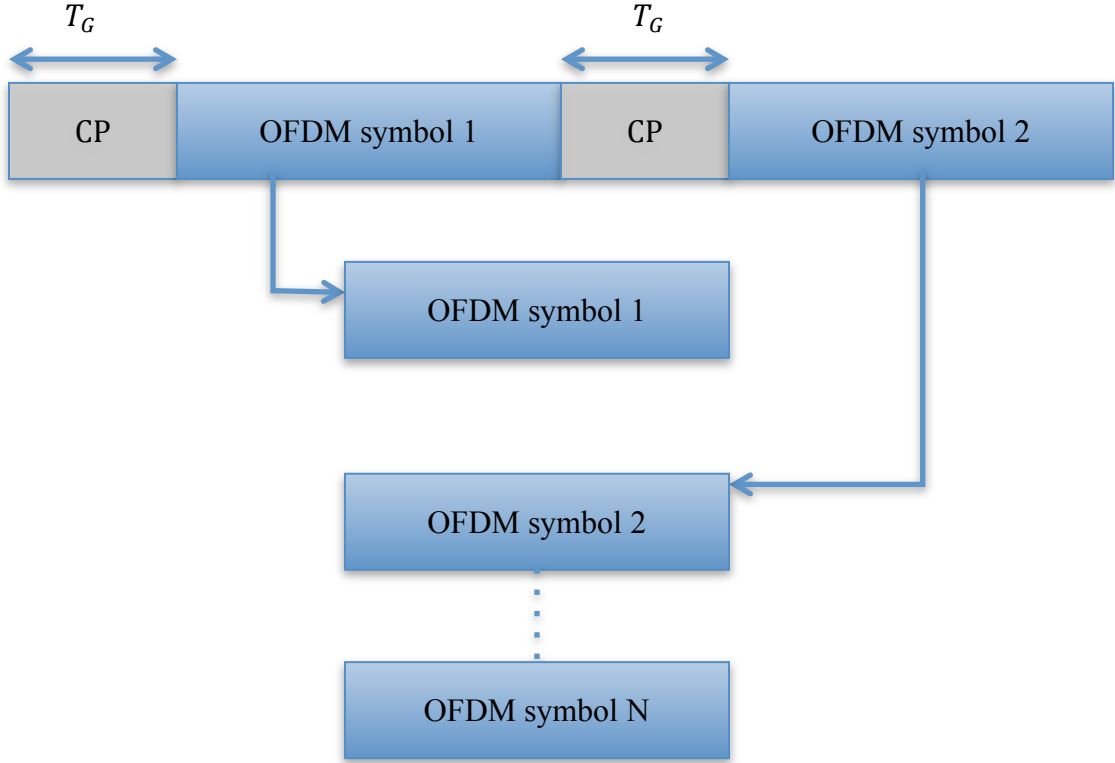 T_G T_G
CP OFDM symbol 1 CP OFDM symbol 2
OFDM symbol 1
OFDM symbol 2
OFDM symbol N